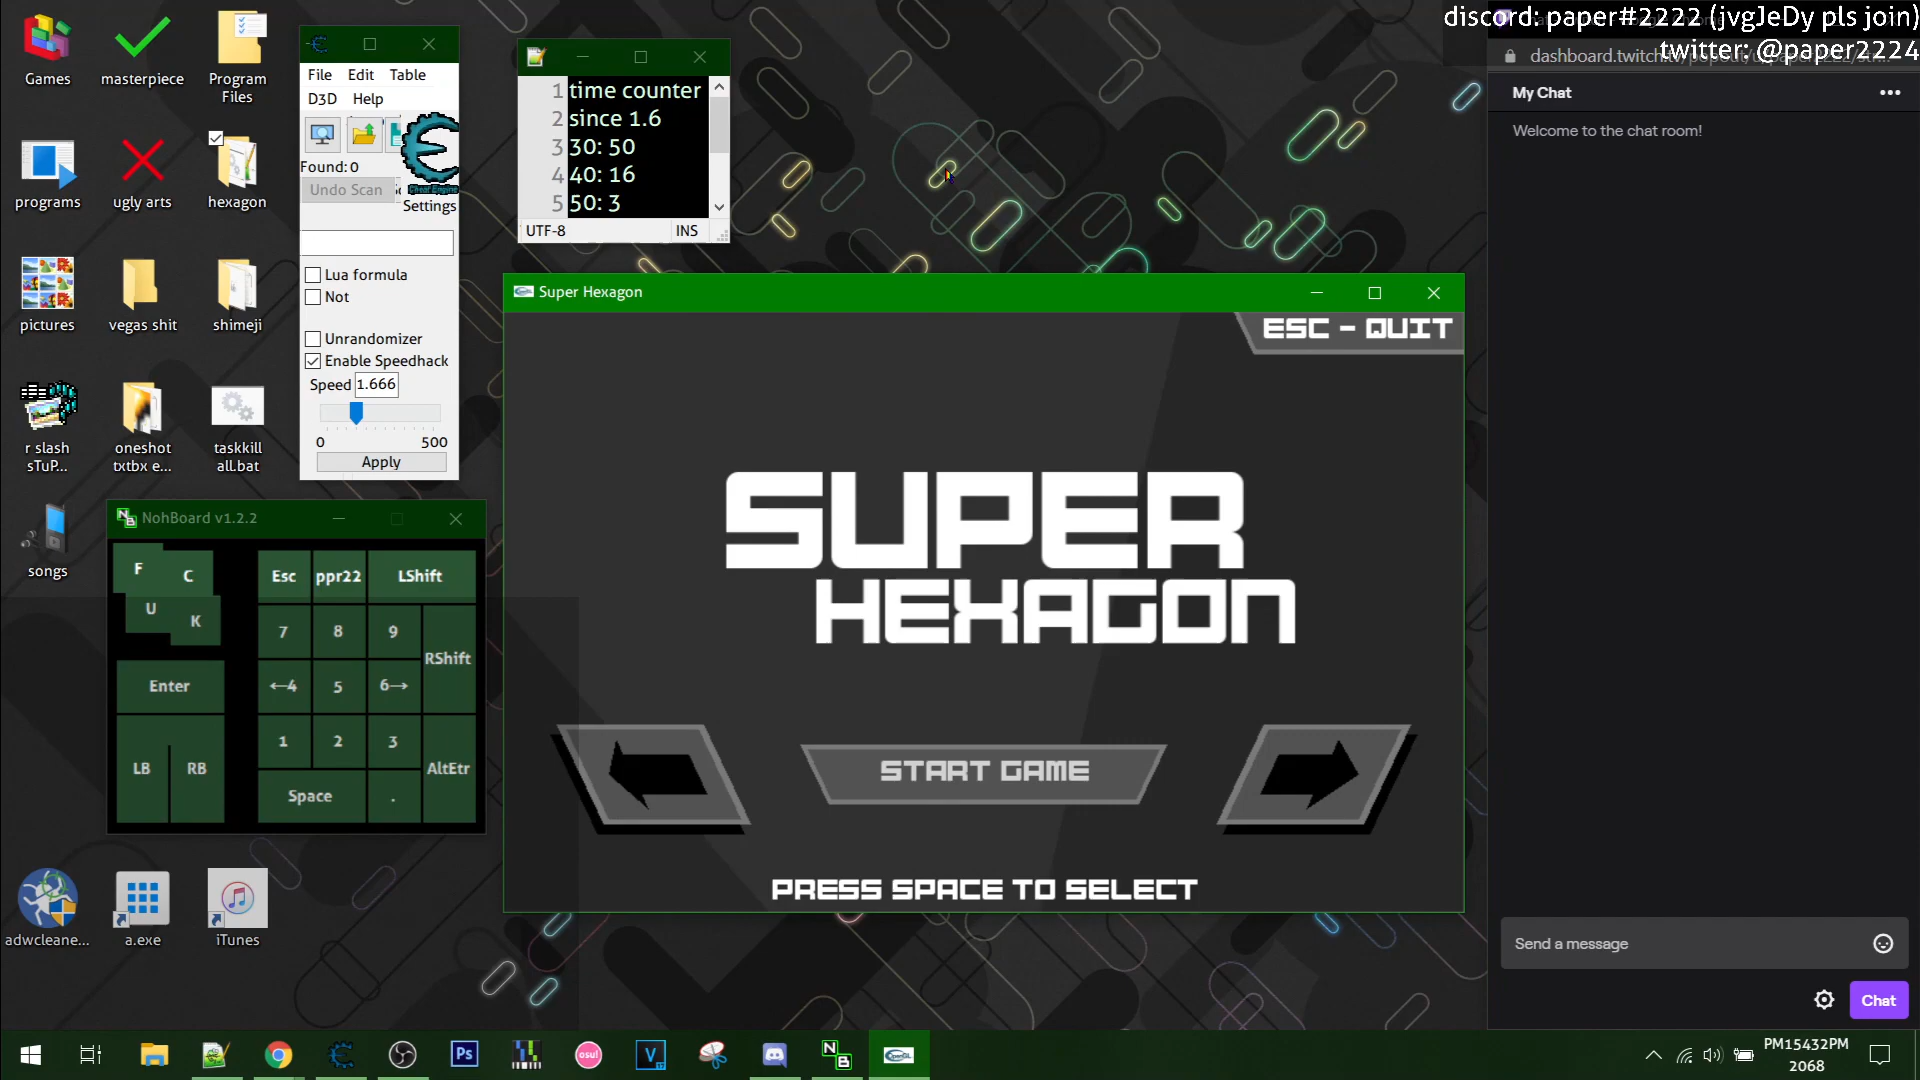 discord: paper#2222 (jvgJeDy pls join)
twitter: @paper2224
Games
masterpiece
Program
Files
programs
ugly arts
hexagon
pictures
vegas shit
shimeji
r slash
sTuP...
oneshot
txtbx e...
taskkill
all.bat
songs
adwcleane...
a.exe
iTunes
File
Edit
Table
D3D
Help
Found: 0
Undo Scan
Cheat Engine
Settings
Lua formula
Not
Unrandomizer
Enable Speedhack
Speed
1.666
0
500
Apply
1 time counter
2 since 1.6
3 30: 50
4 40: 16
5 50: 3
UTF-8
INS
NohBoard v1.2.2
F
C
U
K
Esc
ppr22
LShift
7
8
9
RShift
Enter
←4
5
6→
1
2
3
LB
RB
AltEtr
Space
.
Super Hexagon
ESC - QUIT
SUPER
HEXAGON
START GAME
PRESS SPACE TO SELECT
My Chat
Welcome to the chat room!
Send a message
Chat
Ps
osu!
V
N
B
OpenGL
PM15432PM
2068